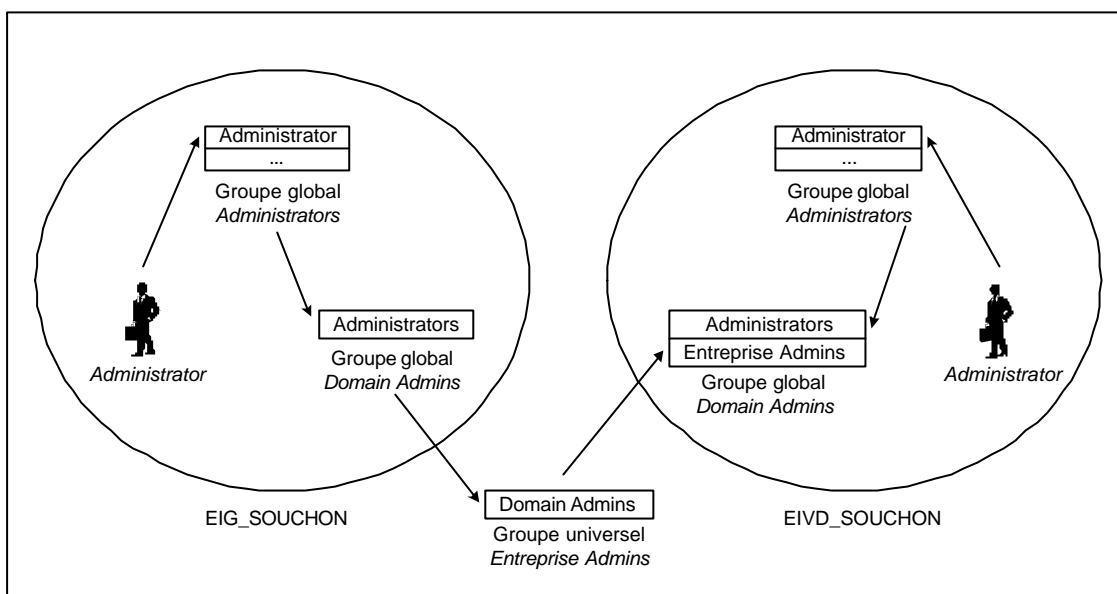 Administrator
...
Groupe global
Administrators
Administrator
Administrators
Groupe global
Domain Admins
EIG_SOUCHON
Domain Admins
Groupe universel
Entreprise Admins
Administrator
...
Groupe global
Administrators
Administrators
Entreprise Admins
Groupe global
Domain Admins
Administrator
EIVD_SOUCHON